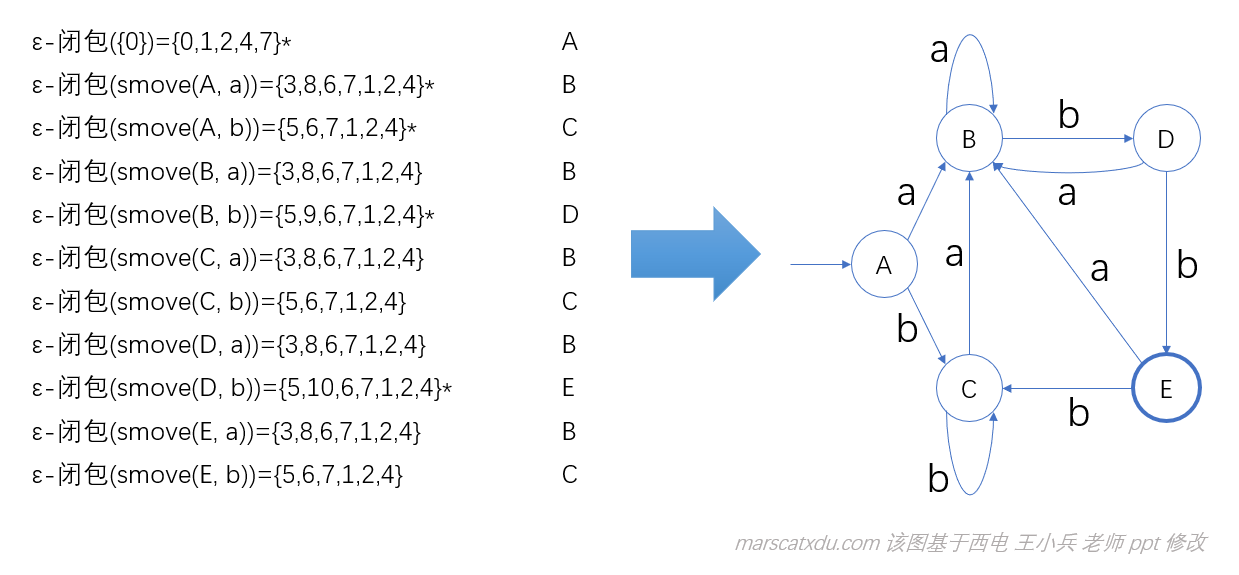 ε-闭包({0})={0,1,2,4,7}* A
ε-闭包(smove(A, a))={3,8,6,7,1,2,4}* B
ε-闭包(smove(A, b))={5,6,7,1,2,4}* C
ε-闭包(smove(B, a))={3,8,6,7,1,2,4} B
ε-闭包(smove(B, b))={5,9,6,7,1,2,4}* D
ε-闭包(smove(C, a))={3,8,6,7,1,2,4} B
ε-闭包(smove(C, b))={5,6,7,1,2,4} C
ε-闭包(smove(D, a))={3,8,6,7,1,2,4} B
ε-闭包(smove(D, b))={5,10,6,7,1,2,4}* E
ε-闭包(smove(E, a))={3,8,6,7,1,2,4} B
ε-闭包(smove(E, b))={5,6,7,1,2,4} C
a
b
B
D
a
a
a
b
A
a
b
C
E
b
b
marscatxdu.com 该图基于西电 王小兵 老师 ppt 修改